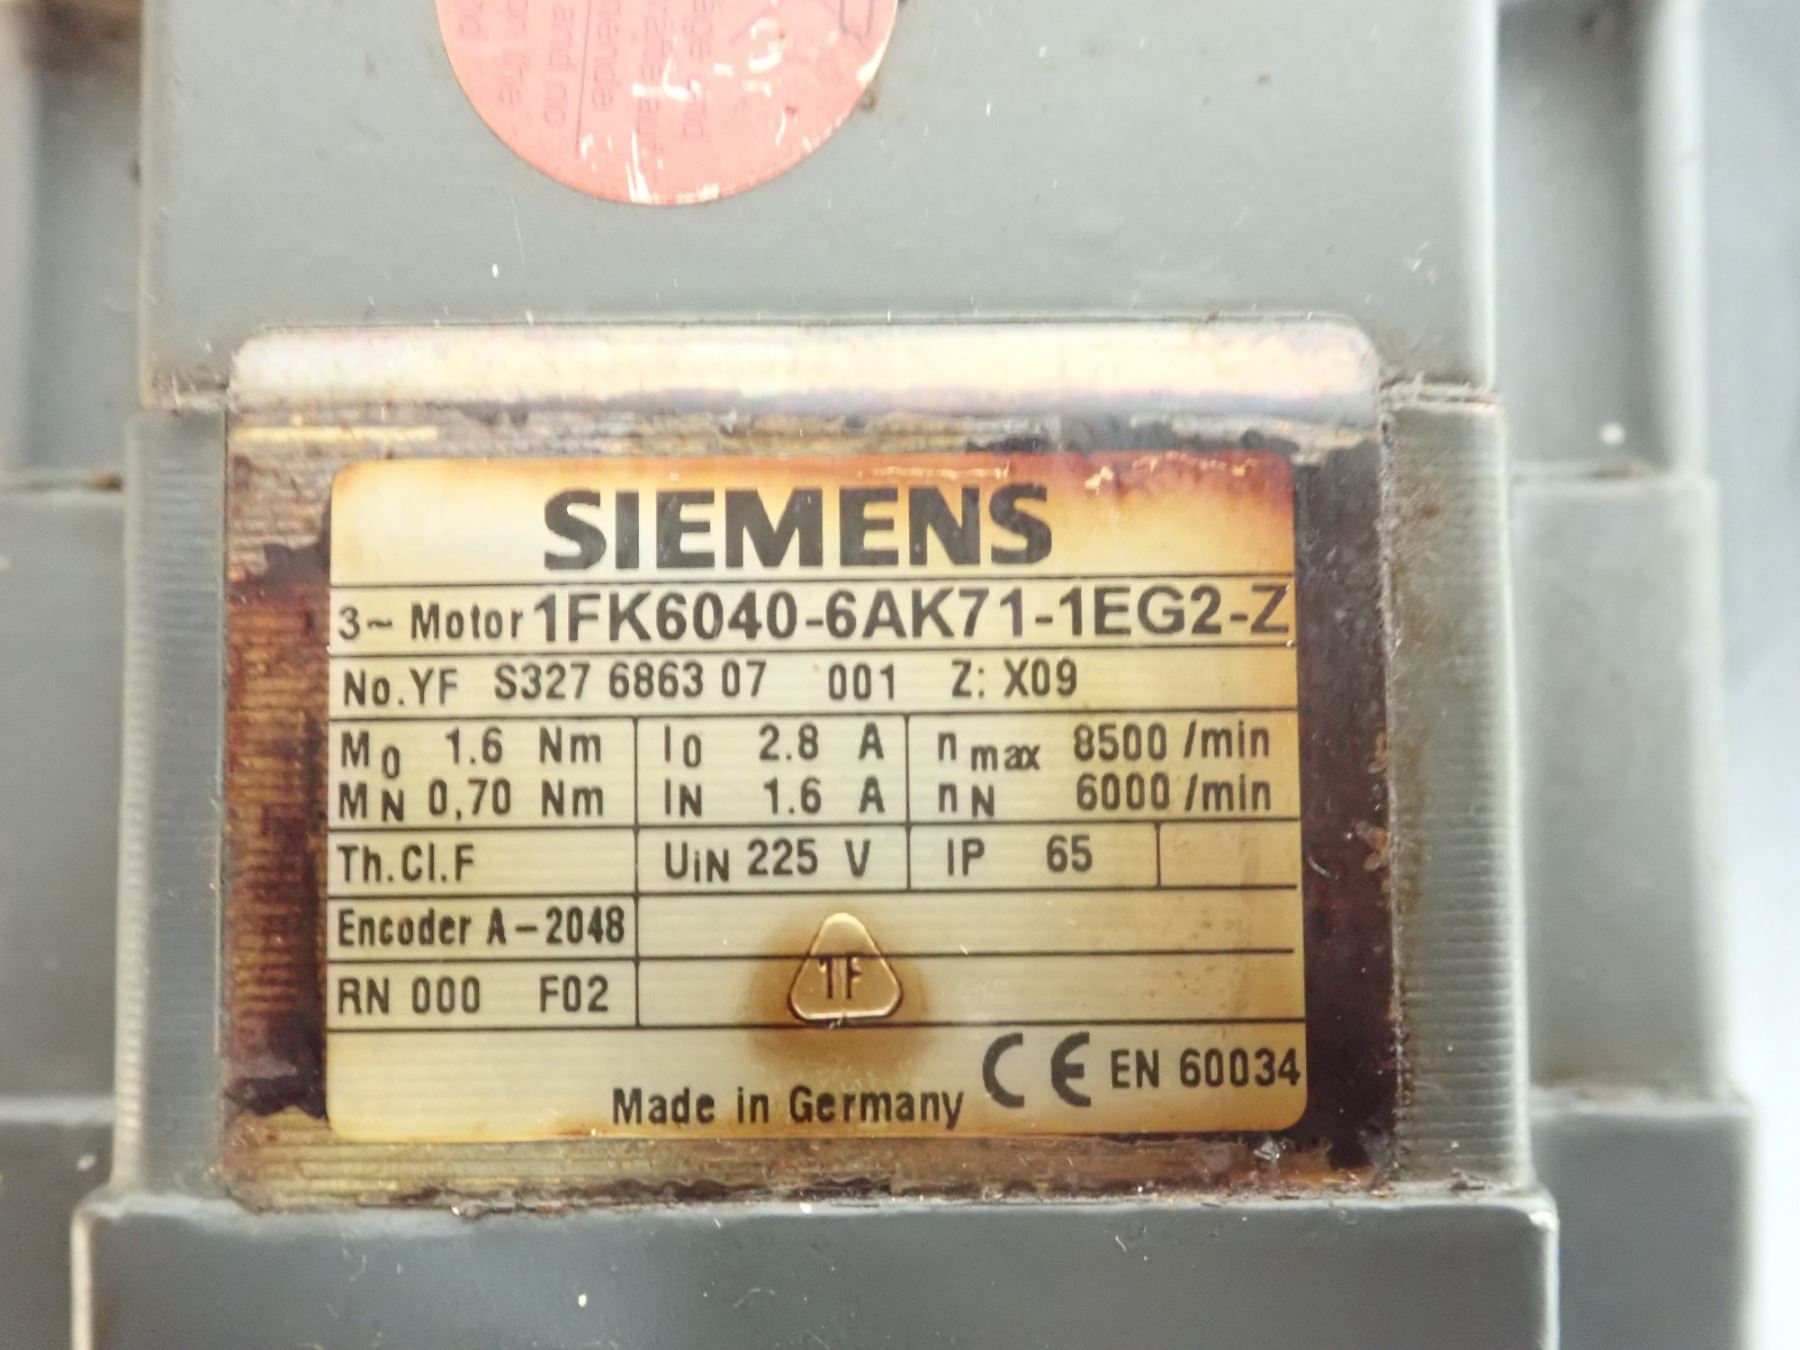 SIEMENS
3~ Motor 1FK6040-6AK71-1EG2-Z
No.YF S327 6863 07 001 Z: X09
M0 1.6 Nm I0 2.8 A nmax 8500 /min
MN 0,70 Nm IN 1.6 A nN 6000 /min
Th.Cl.F UiN 225 V IP 65
Encoder A-2048
1F
RN 000 F02
CE EN 60034
Made in Germany